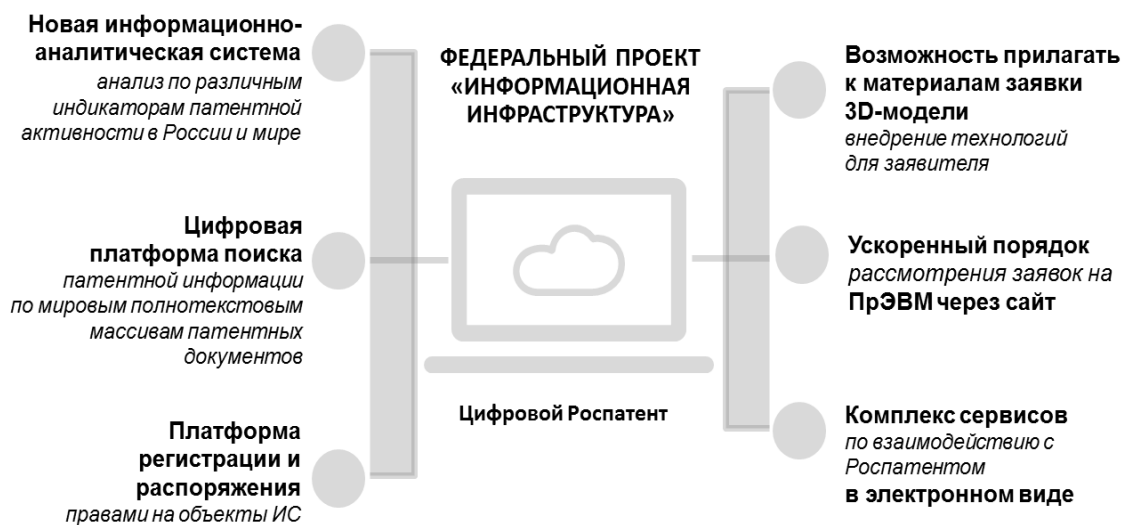 Новая информационно-
аналитическая система
анализ по различным
индикаторам патентной
активности в России и мире
Цифровая
платформа поиска
патентной информации
по мировым полнотекстовым
массивам патентных
документов
Платформа
регистрации и
распоряжения
правами на объекты ИС
ФЕДЕРАЛЬНЫЙ ПРОЕКТ
«ИНФОРМАЦИОННАЯ
ИНФРАСТРУКТУРА»
Цифровой Роспатент
Возможность прилагать
к материалам заявки
3D-модели
внедрение технологий
для заявителя
Ускоренный порядок
рассмотрения заявок на
ПрЭВМ через сайт
Комплекс сервисов
по взаимодействию с
Роспатентом
в электронном виде